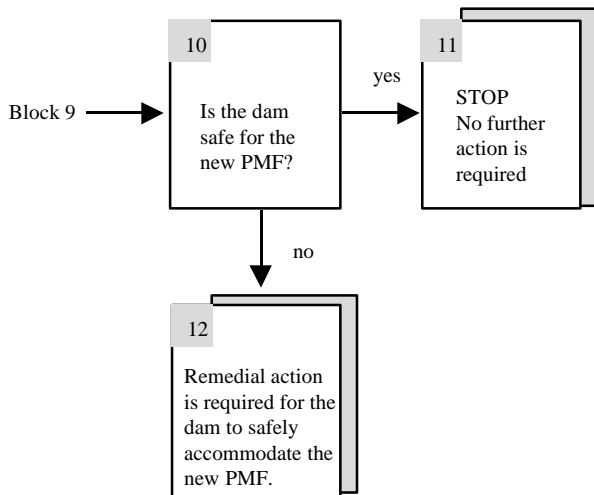 10
11
Block 9
Is the dam
safe for the
new PMF?
yes
STOP
No further
action is
required
no
12
Remedial action
is required for the
dam to safely
accommodate the
new PMF.